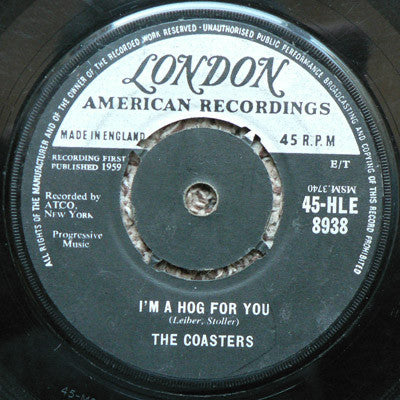 ALL RIGHTS OF THE MANUFACTURER AND OF THE OWNER OF THE RECORDED WORK RESERVED - UNAUTHORISED PUBLIC PERFORMANCE BROADCASTING AND COPYING OF THIS RECORD PROHIBITED
LONDON
AMERICAN RECORDINGS
MADE IN ENGLAND
45 R.P.M
RECORDING FIRST
PUBLISHED 1959
E/T
Recorded by
ATCO,
NEW YORK
MSM.3740
45-HLE
8938
Progressive
Music
I'M A HOG FOR YOU
(Leiber, Stoller)
THE COASTERS